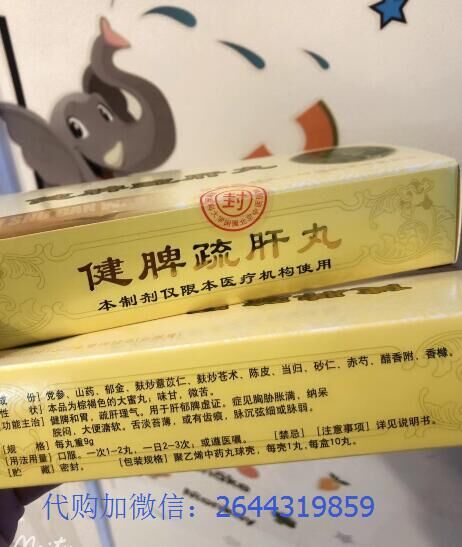 封
健脾疏肝丸
本制剂仅限本医疗机构使用
份】党参、山药、郁金、麸炒薏苡仁、麸炒苍术、陈皮、当归、砂仁、赤芍、醋香附、香橼
状】本品为棕褐色的大蜜丸；味甘，微苦。
功能主治】健脾和胃，疏肝理气。用于肝郁脾虚证。症见胸胁胀满，纳呆
脘闷，大便溏软。舌淡苔薄，或有齿痕，脉沉弦细或脉弱。
【规 格】每丸重9g
【用法用量】口服。一次1~2丸，一日2~3次，或遵医嘱。 【禁忌】【注意事项】详见说明书。
【贮 藏】密封。 【包装规格】聚乙烯中药丸球壳，每壳1丸，每盒10丸。
代购加微信：2644319859